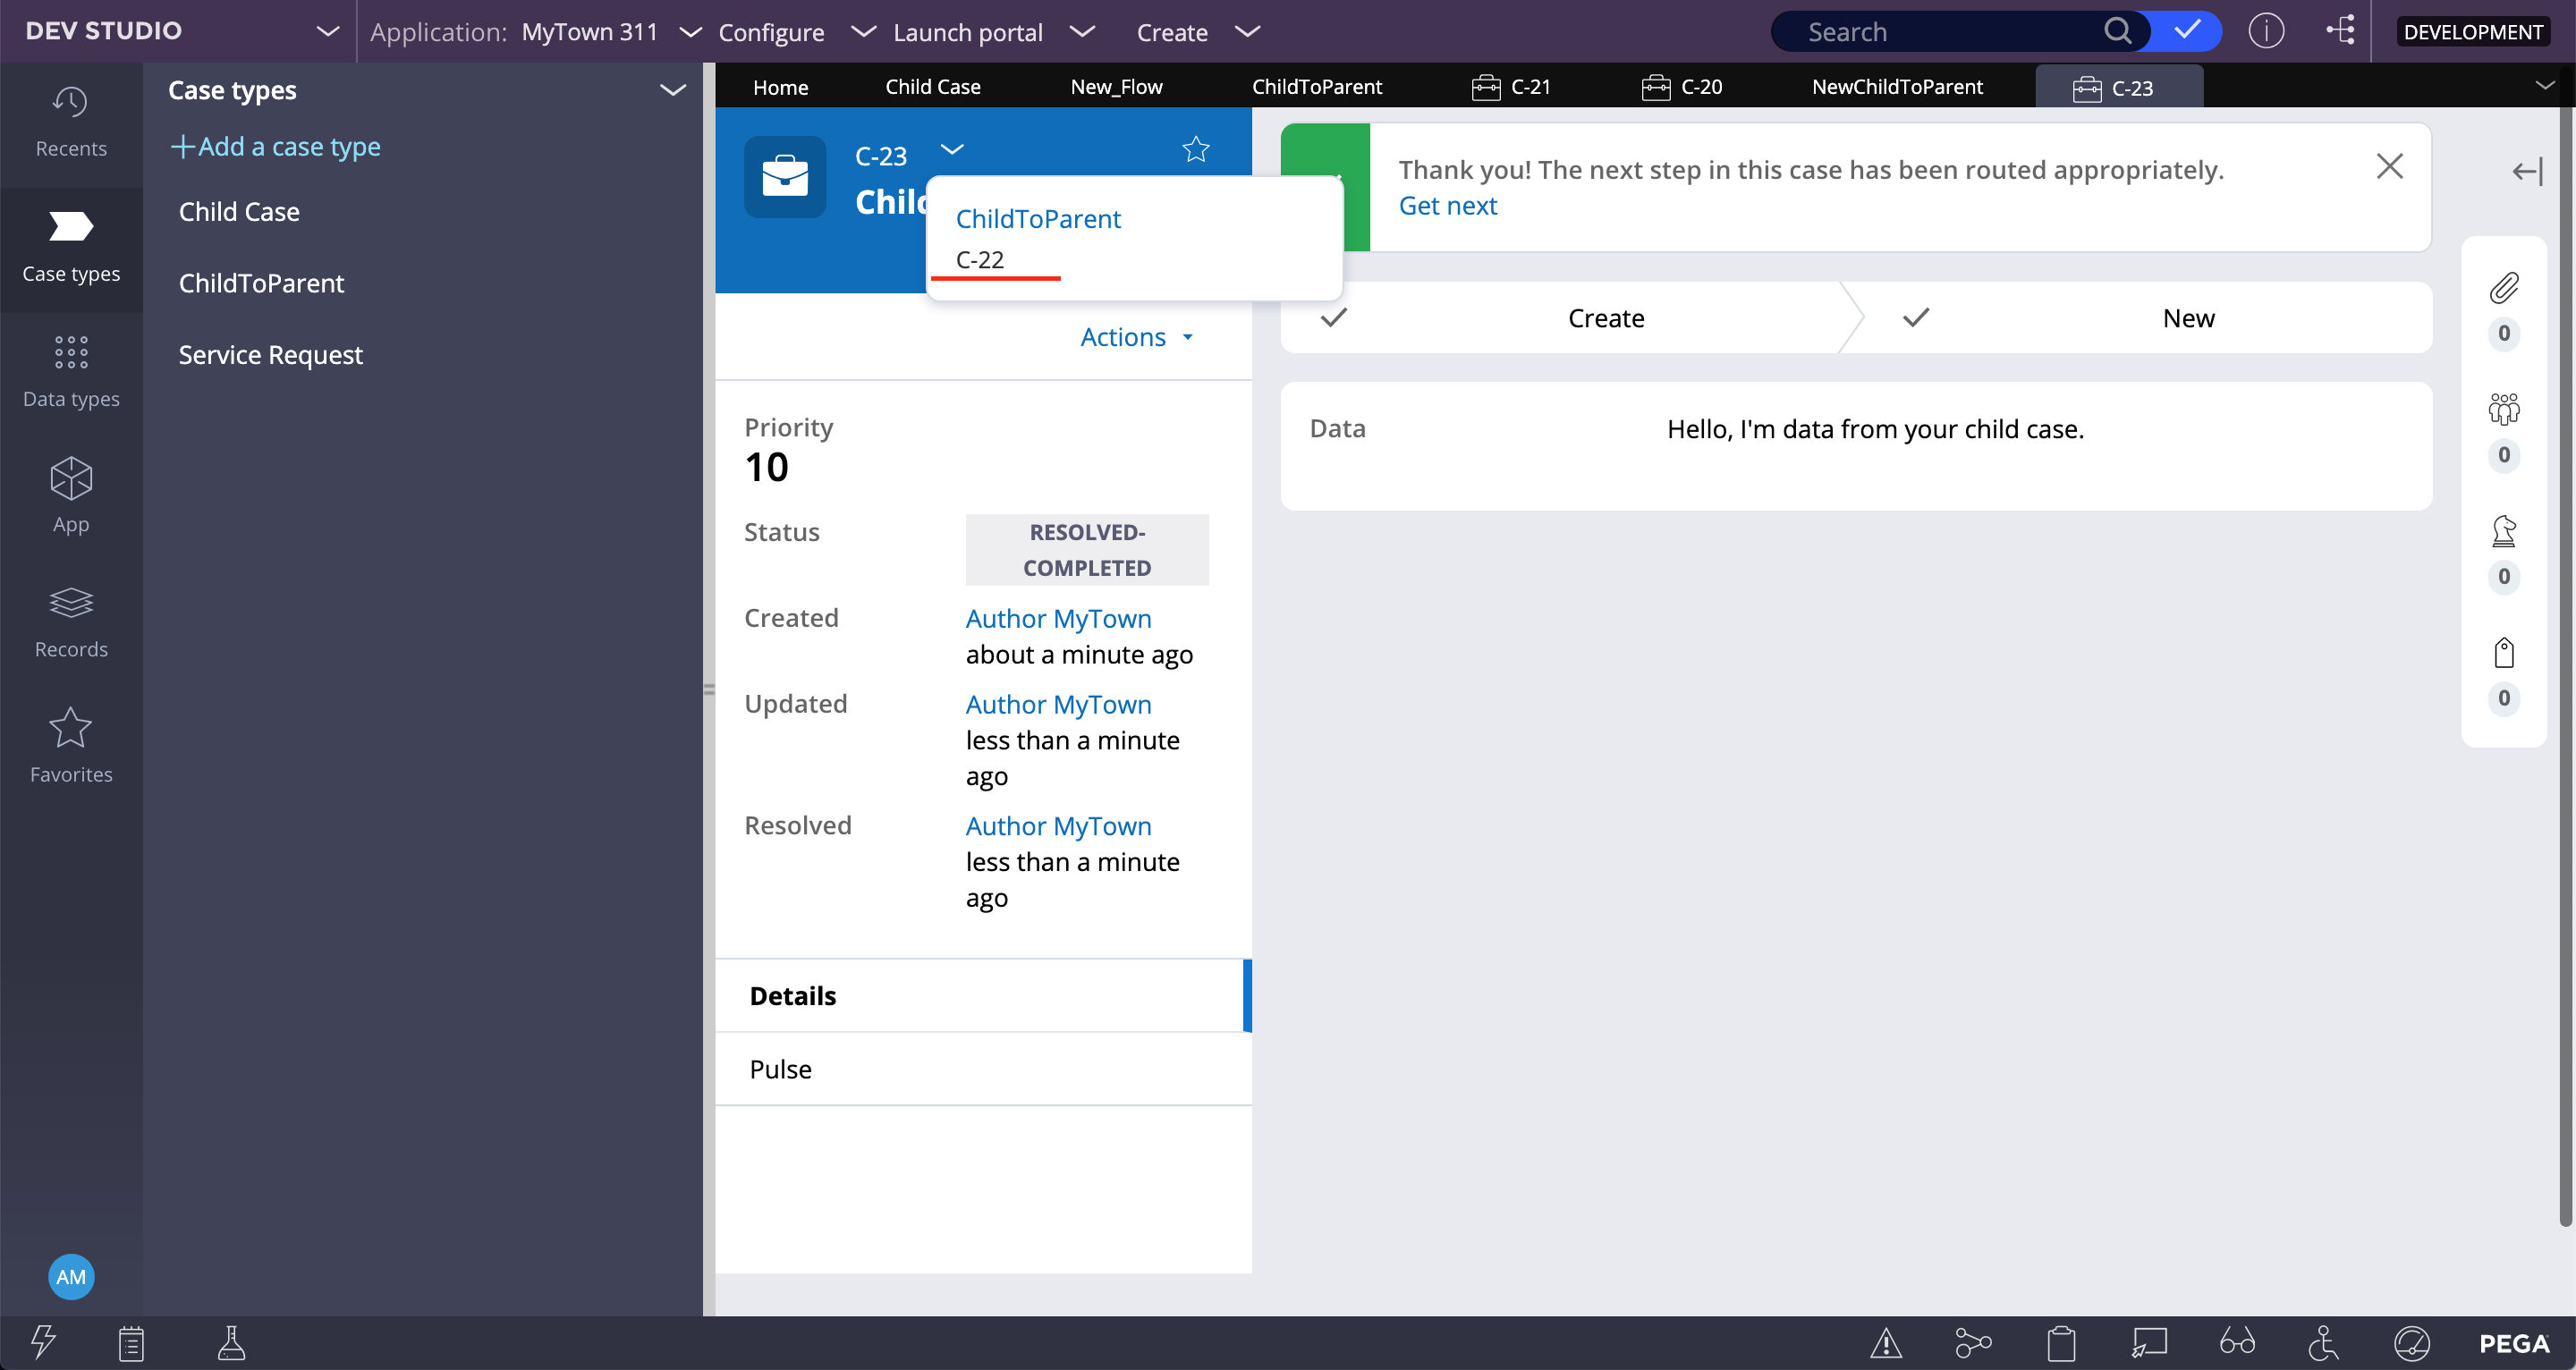 DEV STUDIO
Application: MyTown 311
Configure
Launch portal
Create
Search
DEVELOPMENT
Recents
Case types
Data types
App
Records
Favorites
AM
Case types
Add a case type
Child Case
ChildToParent
Service Request
Home
Child Case
New_Flow
ChildToParent
C-21
C-20
NewChildToParent
C-23
C-23
Chil
ChildToParent
C-22
Actions
Priority
10
Status
RESOLVED-
COMPLETED
Created
Author MyTown
about a minute ago
Updated
Author MyTown
less than a minute
ago
Resolved
Author MyTown
less than a minute
ago
Details
Pulse
Thank you! The next step in this case has been routed appropriately.
Get next
Create
New
Data
Hello, I'm data from your child case.
0
0
0
0
PEGA